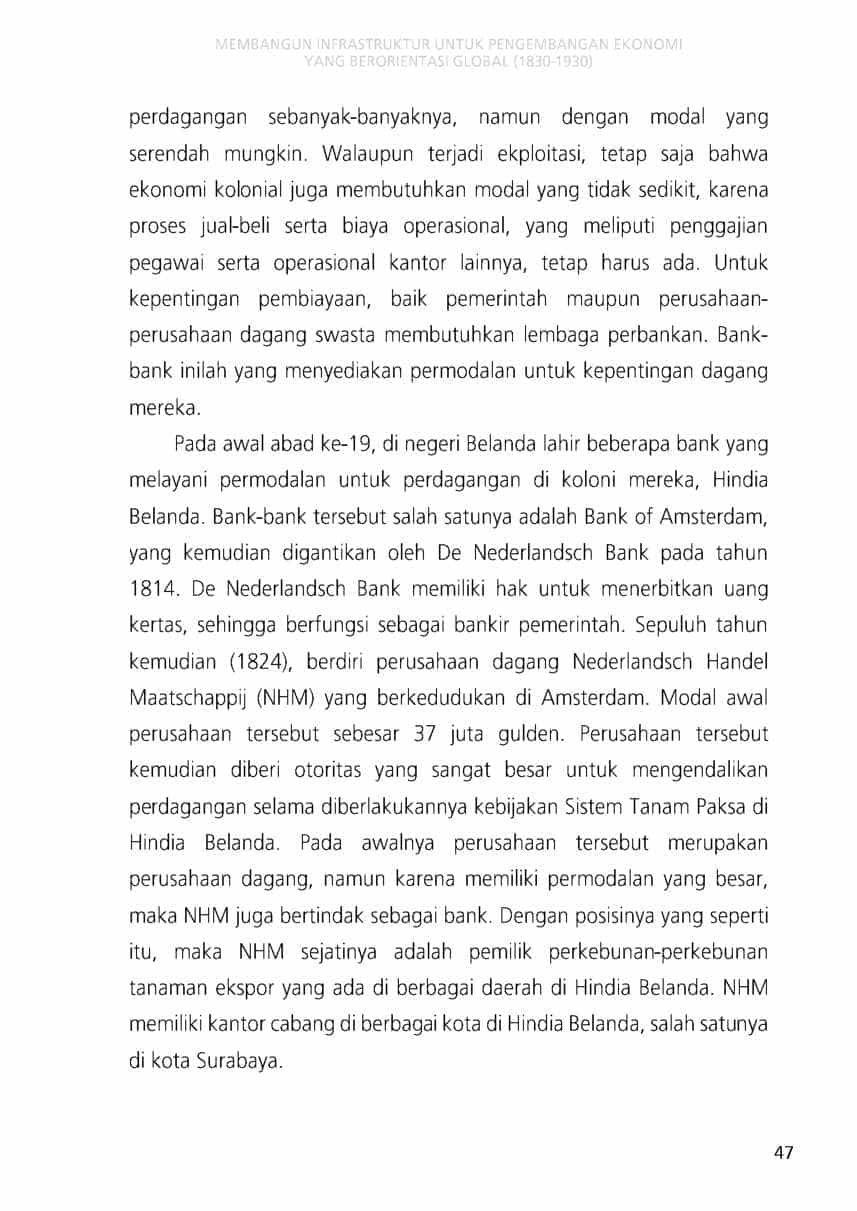 MEMBANGUN INFRASTRUKTUR UNTUK PENGEMBANGAN EKONOMI
YANG BERORIENTASI GLOBAL (1830-1930)
perdagangan sebanyak-banyaknya, namun dengan modal yang
serendah mungkin. Walaupun terjadi ekploitasi, tetap saja bahwa
ekonomi kolonial juga membutuhkan modal yang tidak sedikit, karena
proses jual-beli serta biaya operasional, yang meliputi penggajian
pegawai serta operasional kantor lainnya, tetap harus ada. Untuk
kepentingan pembiayaan, baik pemerintah maupun perusahaan-
perusahaan dagang swasta membutuhkan lembaga perbankan. Bank-
bank inilah yang menyediakan permodalan untuk kepentingan dagang
mereka.
Pada awal abad ke-19, di negeri Belanda lahir beberapa bank yang
melayani permodalan untuk perdagangan di koloni mereka, Hindia
Belanda. Bank-bank tersebut salah satunya adalah Bank of Amsterdam,
yang kemudian digantikan oleh De Nederlandsch Bank pada tahun
1814. De Nederlandsch Bank memiliki hak untuk menerbitkan uang
kertas, sehingga berfungsi sebagai bankir pemerintah. Sepuluh tahun
kemudian (1824), berdiri perusahaan dagang Nederlandsch Handel
Maatschappij (NHM) yang berkedudukan di Amsterdam. Modal awal
perusahaan tersebut sebesar 37 juta gulden. Perusahaan tersebut
kemudian diberi otoritas yang sangat besar untuk mengendalikan
perdagangan selama diberlakukannya kebijakan Sistem Tanam Paksa di
Hindia Belanda. Pada awalnya perusahaan tersebut merupakan
perusahaan dagang, namun karena memiliki permodalan yang besar,
maka NHM juga bertindak sebagai bank. Dengan posisinya yang seperti
itu, maka NHM sejatinya adalah pemilik perkebunan-perkebunan
tanaman ekspor yang ada di berbagai daerah di Hindia Belanda. NHM
memiliki kantor cabang di berbagai kota di Hindia Belanda, salah satunya
di kota Surabaya.
47